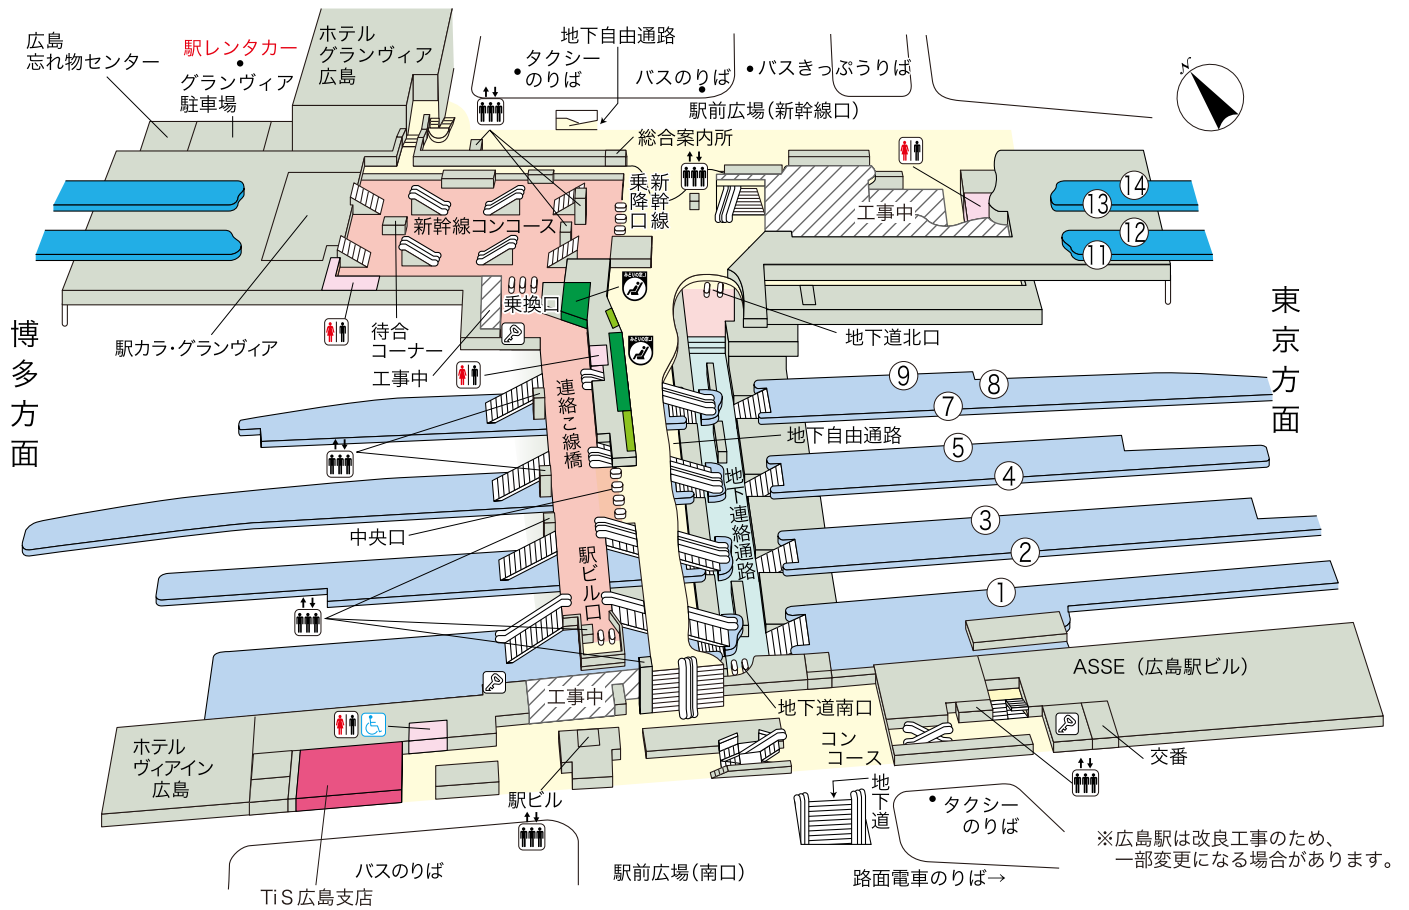 広島
忘れ物センター
駅レンタカー
グランヴィア
駐車場
ホテル
グランヴィア
広島
タクシー
のりば
地下自由通路
バスのりば
バスきっぷうりば
駅前広場(新幹線口)
N
総合案内所
新幹線
乗降口
工事中
新幹線コンコース
14
13
12
11
みどりの窓口
乗換口
待合
コーナー
工事中
駅カラ・グランヴィア
地下道北口
博多方面
東京方面
みどりの窓口
連絡こ線橋
9
8
7
地下自由通路
5
4
地下連絡通路
中央口
3
2
駅ビル口
1
ASSE(広島駅ビル)
工事中
地下道南口
ホテル
ヴィアイン
広島
コン
コース
交番
駅ビル
地下道
タクシー
のりば
※広島駅は改良工事のため、
一部変更になる場合があります。
バスのりば
駅前広場(南口)
路面電車のりば→
TiS広島支店